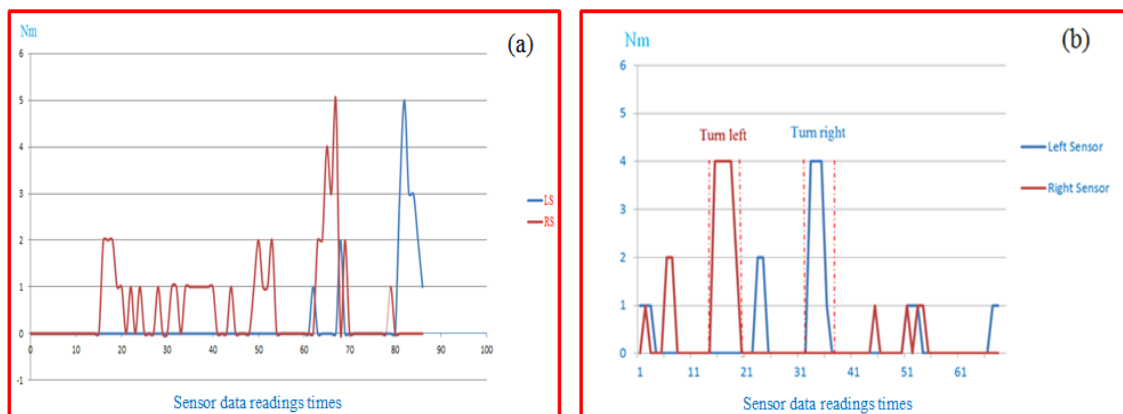 Nm
(a)
6
5
4
3
2
1
0
-1
0 10 20 30 40 50 60 70 80 90 100
LS
RS
Sensor data readings times
Nm
(b)
6
5
4
3
2
1
0
1 11 21 31 41 51 61
Turn left
Turn right
Left Sensor
Right Sensor
Sensor data readings times